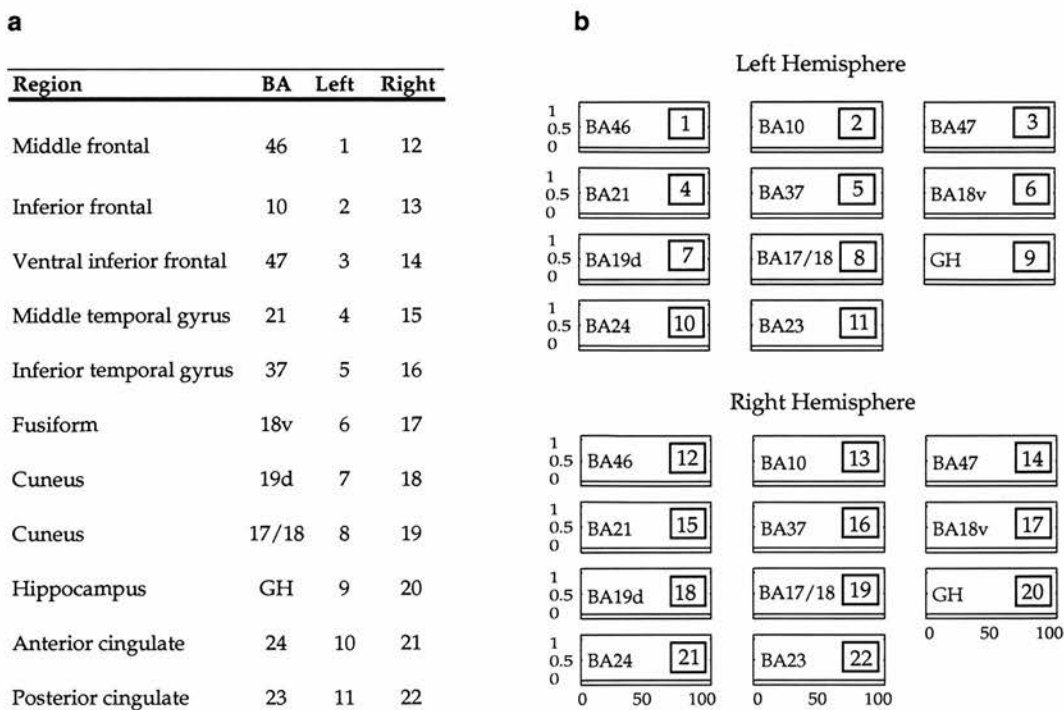 a
Region BA Left Right
Middle frontal 46 1 12
Inferior frontal 10 2 13
Ventral inferior frontal 47 3 14
Middle temporal gyrus 21 4 15
Inferior temporal gyrus 37 5 16
Fusiform 18v 6 17
Cuneus 19d 7 18
Cuneus 17/18 8 19
Hippocampus GH 9 20
Anterior cingulate 24 10 21
Posterior cingulate 23 11 22
b
Left Hemisphere
1
0.5
0
BA46 1
BA10 2
BA47 3
1
0.5
0
BA21 4
BA37 5
BA18v 6
1
0.5
0
BA19d 7
BA17/18 8
GH 9
1
0.5
0
BA24 10
BA23 11
Right Hemisphere
1
0.5
0
BA46 12
BA10 13
BA47 14
1
0.5
0
BA21 15
BA37 16
BA18v 17
1
0.5
0
BA19d 18
BA17/18 19
GH 20
0 50 100
1
0.5
0
BA24 21
BA23 22
0 50 100
0 50 100